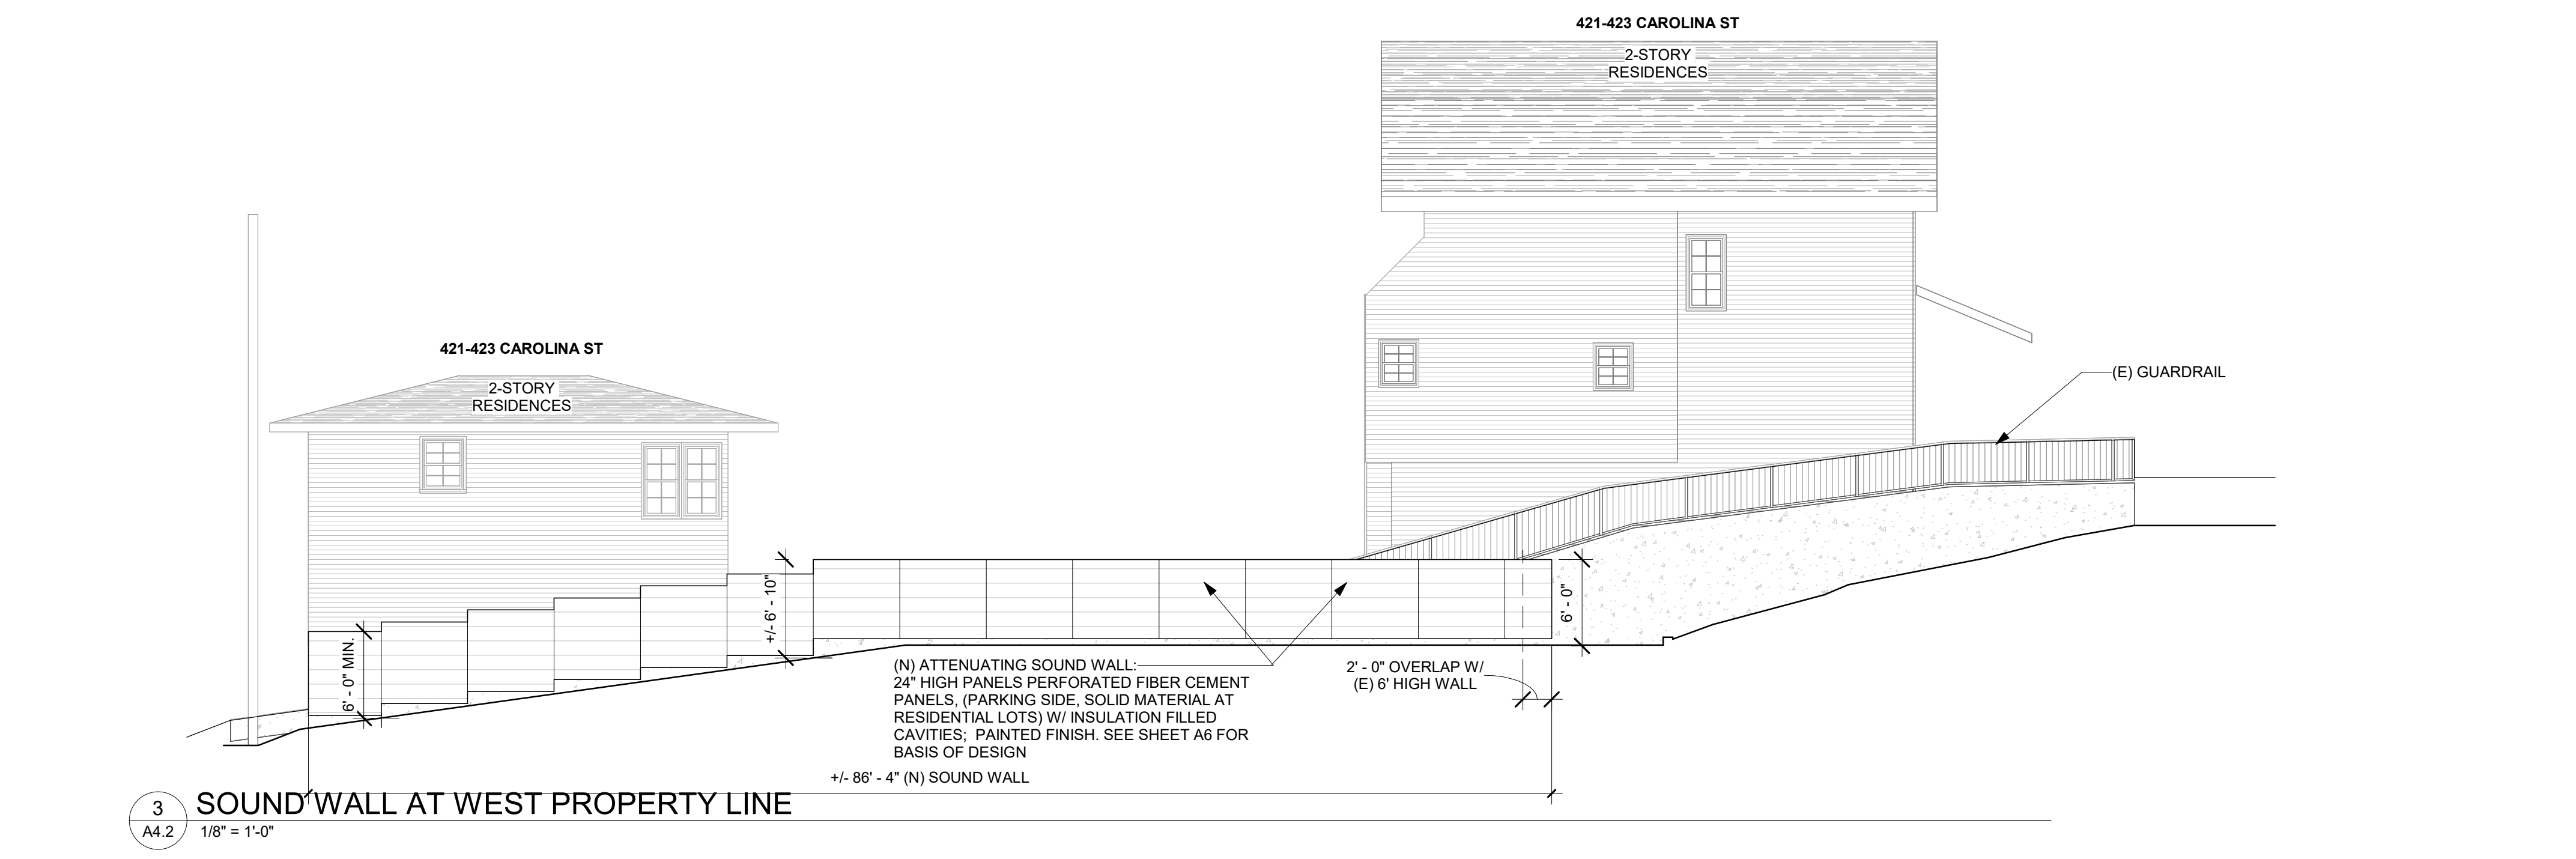 421-423 CAROLINA ST
2-STORY
RESIDENCES
421-423 CAROLINA ST
2-STORY
RESIDENCES
(E) GUARDRAIL
6' - 0" MIN.
+/- 6' - 10"
6' - 0"
(N) ATTENUATING SOUND WALL:
24" HIGH PANELS PERFORATED FIBER CEMENT
PANELS, (PARKING SIDE, SOLID MATERIAL AT
RESIDENTIAL LOTS) W/ INSULATION FILLED
CAVITIES; PAINTED FINISH. SEE SHEET A6 FOR
BASIS OF DESIGN
2' - 0" OVERLAP W/
(E) 6' HIGH WALL
+/- 86' - 4" (N) SOUND WALL
3
A4.2
SOUND WALL AT WEST PROPERTY LINE
1/8" = 1'-0"